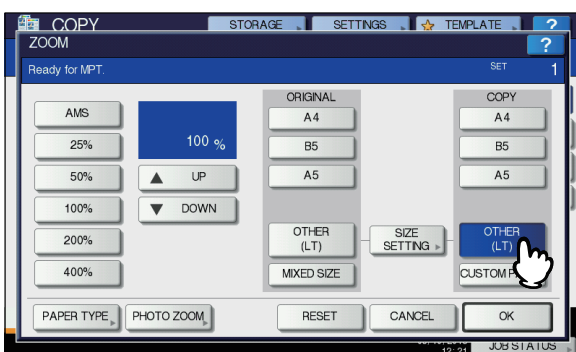 COPY STORAGE SETTINGS TEMPLATE ?
ZOOM ?
Ready for MPT. SET 1
ORIGINAL COPY
AMS A4 A4
100 %
25% B5 B5
50% UP A5 A5
100% DOWN
200% OTHER (LT) SIZE SETTING OTHER (LT)
400% MIXED SIZE CUSTOM
PAPER TYPE PHOTO ZOOM RESET CANCEL OK
JOB STATUS